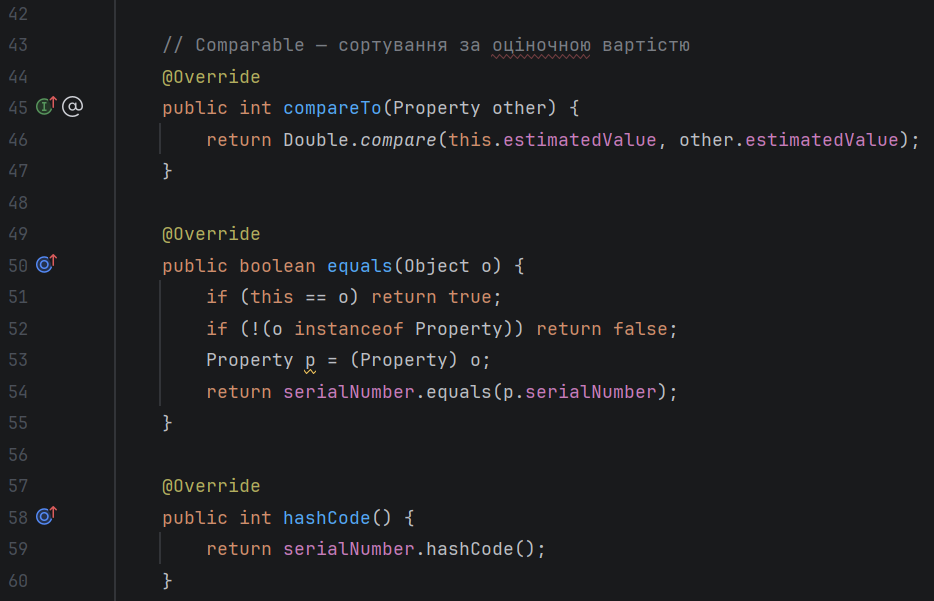 42
43 // Comparable — сортування за оціночною вартістю
44 @Override
45 public int compareTo(Property other) {
46 return Double.compare(this.estimatedValue, other.estimatedValue);
47 }
48
49 @Override
50 public boolean equals(Object o) {
51 if (this == o) return true;
52 if (!(o instanceof Property)) return false;
53 Property p = (Property) o;
54 return serialNumber.equals(p.serialNumber);
55 }
56
57 @Override
58 public int hashCode() {
59 return serialNumber.hashCode();
60 }